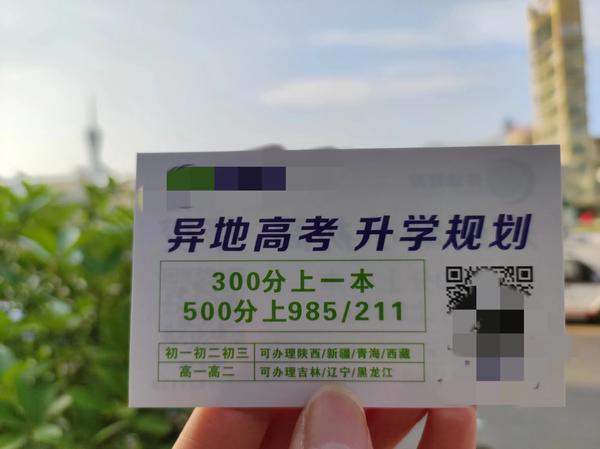 异地高考 升学规划
300分上一本
500分上985/211
初一初二初三 可办理陕西/新疆/青海/西藏
高一高二 可办理吉林/辽宁/黑龙江